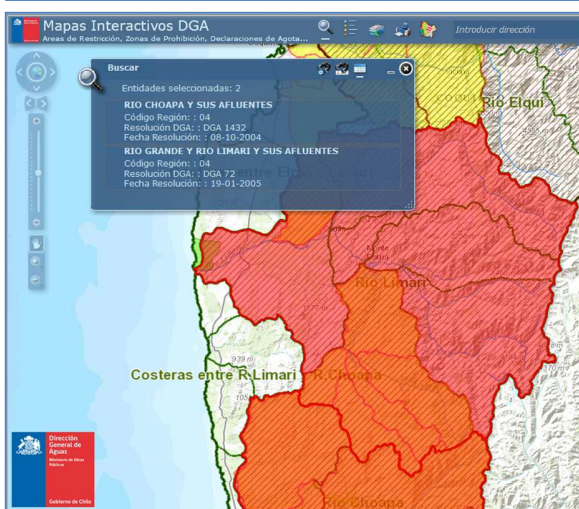 Mapas Interactivos DGA
Areas de Restricción, Zonas de Prohibición, Declaraciones de Agota...
Introducir dirección
Buscar
Entidades seleccionadas: 2
RIO CHOAPA Y SUS AFLUENTES
Código Región: : 04
Resolución DGA: : DGA 1432
Fecha Resolución: : 08-10-2004
RIO GRANDE Y RIO LIMARI Y SUS AFLUENTES
Código Región: : 04
Resolución DGA: : DGA 72
Fecha Resolución: : 19-01-2005
Rio Elqui
Rio Limari
Costeras entre R.Limari
R.Choapa
939 m
Rio Choapa
Dirección
General de
Aguas
Ministerio de Obras
Públicas
Gobierno de Chile